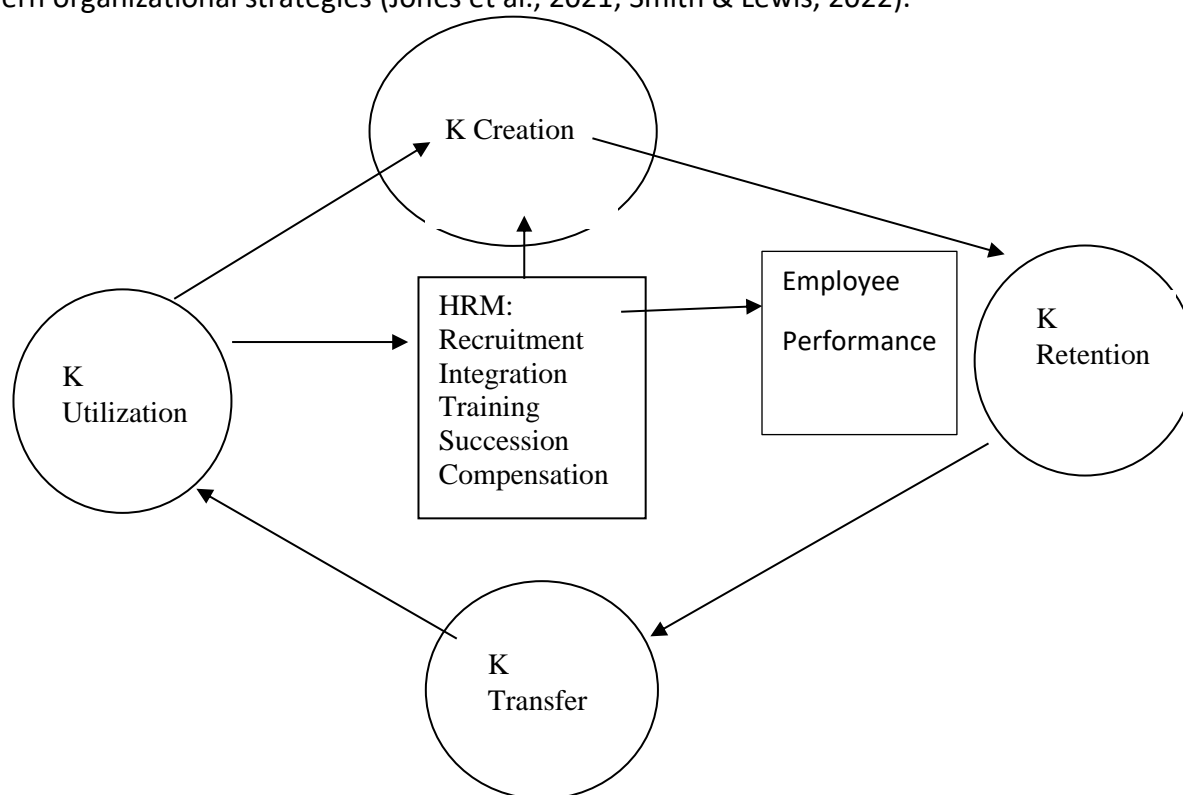 ern organizational strategies (Jones et al., 2021; Smith & Lewis, 2022).
K Creation
HRM:
Recruitment
Integration
Training
Succession
Compensation
Employee
Performance
K
Retention
K
Utilization
K
Transfer